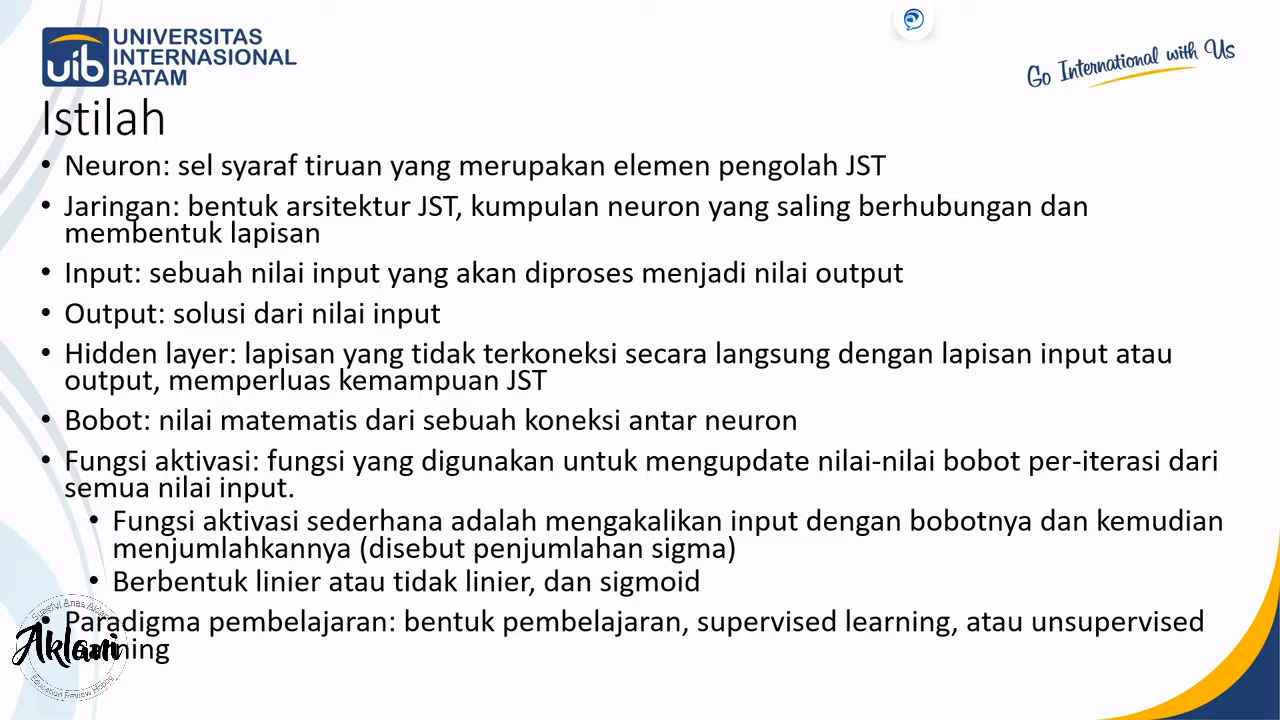 UNIVERSITAS
INTERNASIONAL
BATAM
uib
Go International with Us
Istilah
• Neuron: sel syaraf tiruan yang merupakan elemen pengolah JST
• Jaringan: bentuk arsitektur JST, kumpulan neuron yang saling berhubungan dan
membentuk lapisan
• Input: sebuah nilai input yang akan diproses menjadi nilai output
• Output: solusi dari nilai input
• Hidden layer: lapisan yang tidak terkoneksi secara langsung dengan lapisan input atau
output, memperluas kemampuan JST
• Bobot: nilai matematis dari sebuah koneksi antar neuron
• Fungsi aktivasi: fungsi yang digunakan untuk mengupdate nilai-nilai bobot per-iterasi dari
semua nilai input.
• Fungsi aktivasi sederhana adalah mengakalikan input dengan bobotnya dan kemudian
menjumlahkannya (disebut penjumlahan sigma)
• Berbentuk linier atau tidak linier, dan sigmoid
• Paradigma pembelajaran: bentuk pembelajaran, supervised learning, atau unsupervised
learning
Aklani